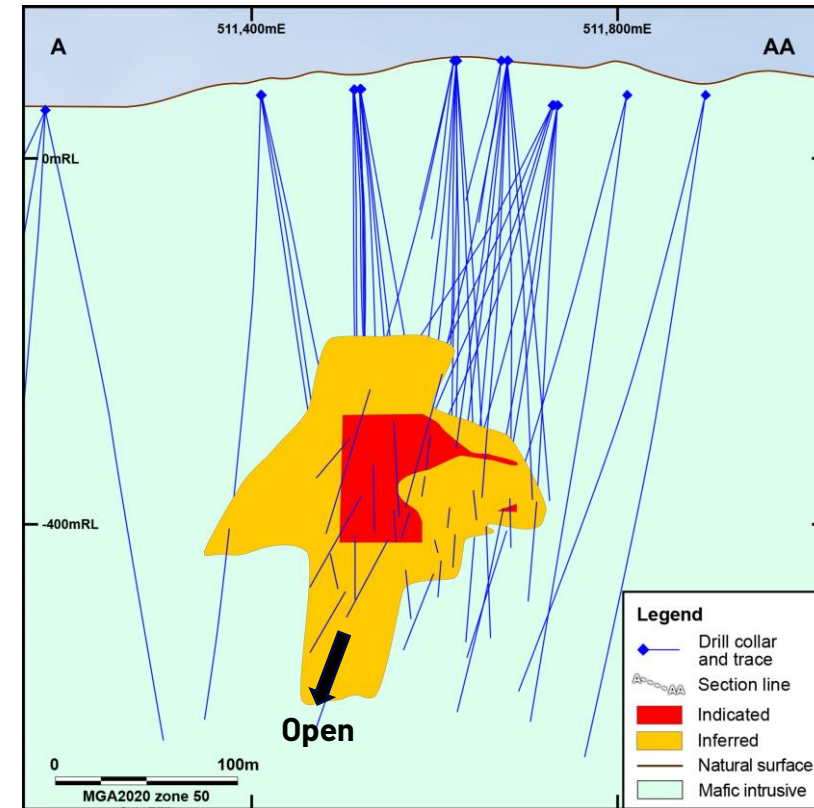 A
511,400mE
511,800mE
AA
0mRL
-400mRL
Open
0
100m
MGA2020 zone 50
Legend
Drill collar
and trace
A
AA
Section line
Indicated
Inferred
Natural surface
Mafic intrusive